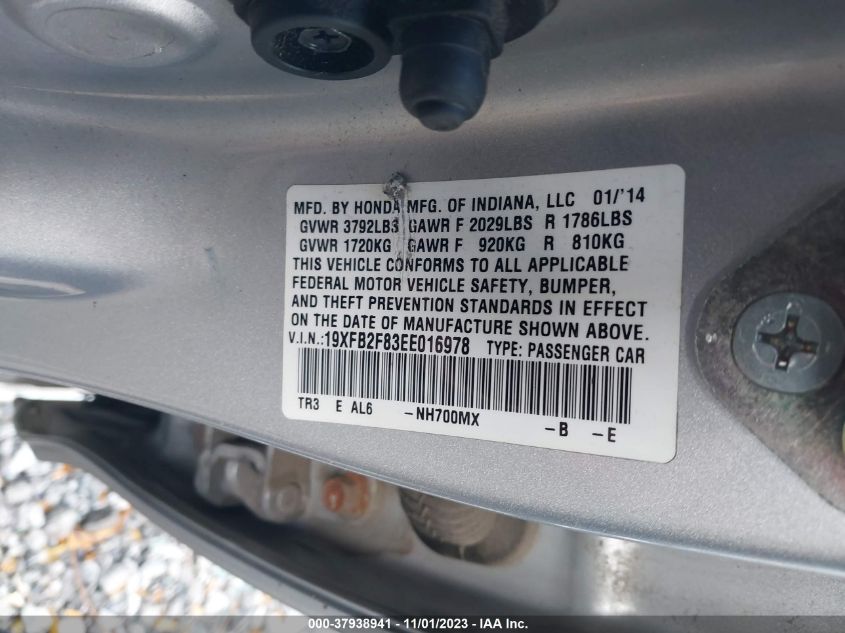 MFD. BY HONDA MFG. OF INDIANA, LLC 01/'14
GVWR 3792LBS GAWR F 2029LBS R 1786LBS
GVWR 1720KG GAWR F 920KG R 810KG
THIS VEHICLE CONFORMS TO ALL APPLICABLE
FEDERAL MOTOR VEHICLE SAFETY, BUMPER,
AND THEFT PREVENTION STANDARDS IN EFFECT
ON THE DATE OF MANUFACTURE SHOWN ABOVE.
V.I.N.:19XFB2F83EE016978 TYPE: PASSENGER CAR
TR3 E AL6 -NH700MX -B -E
000-37938941 - 11/01/2023 - IAA Inc.